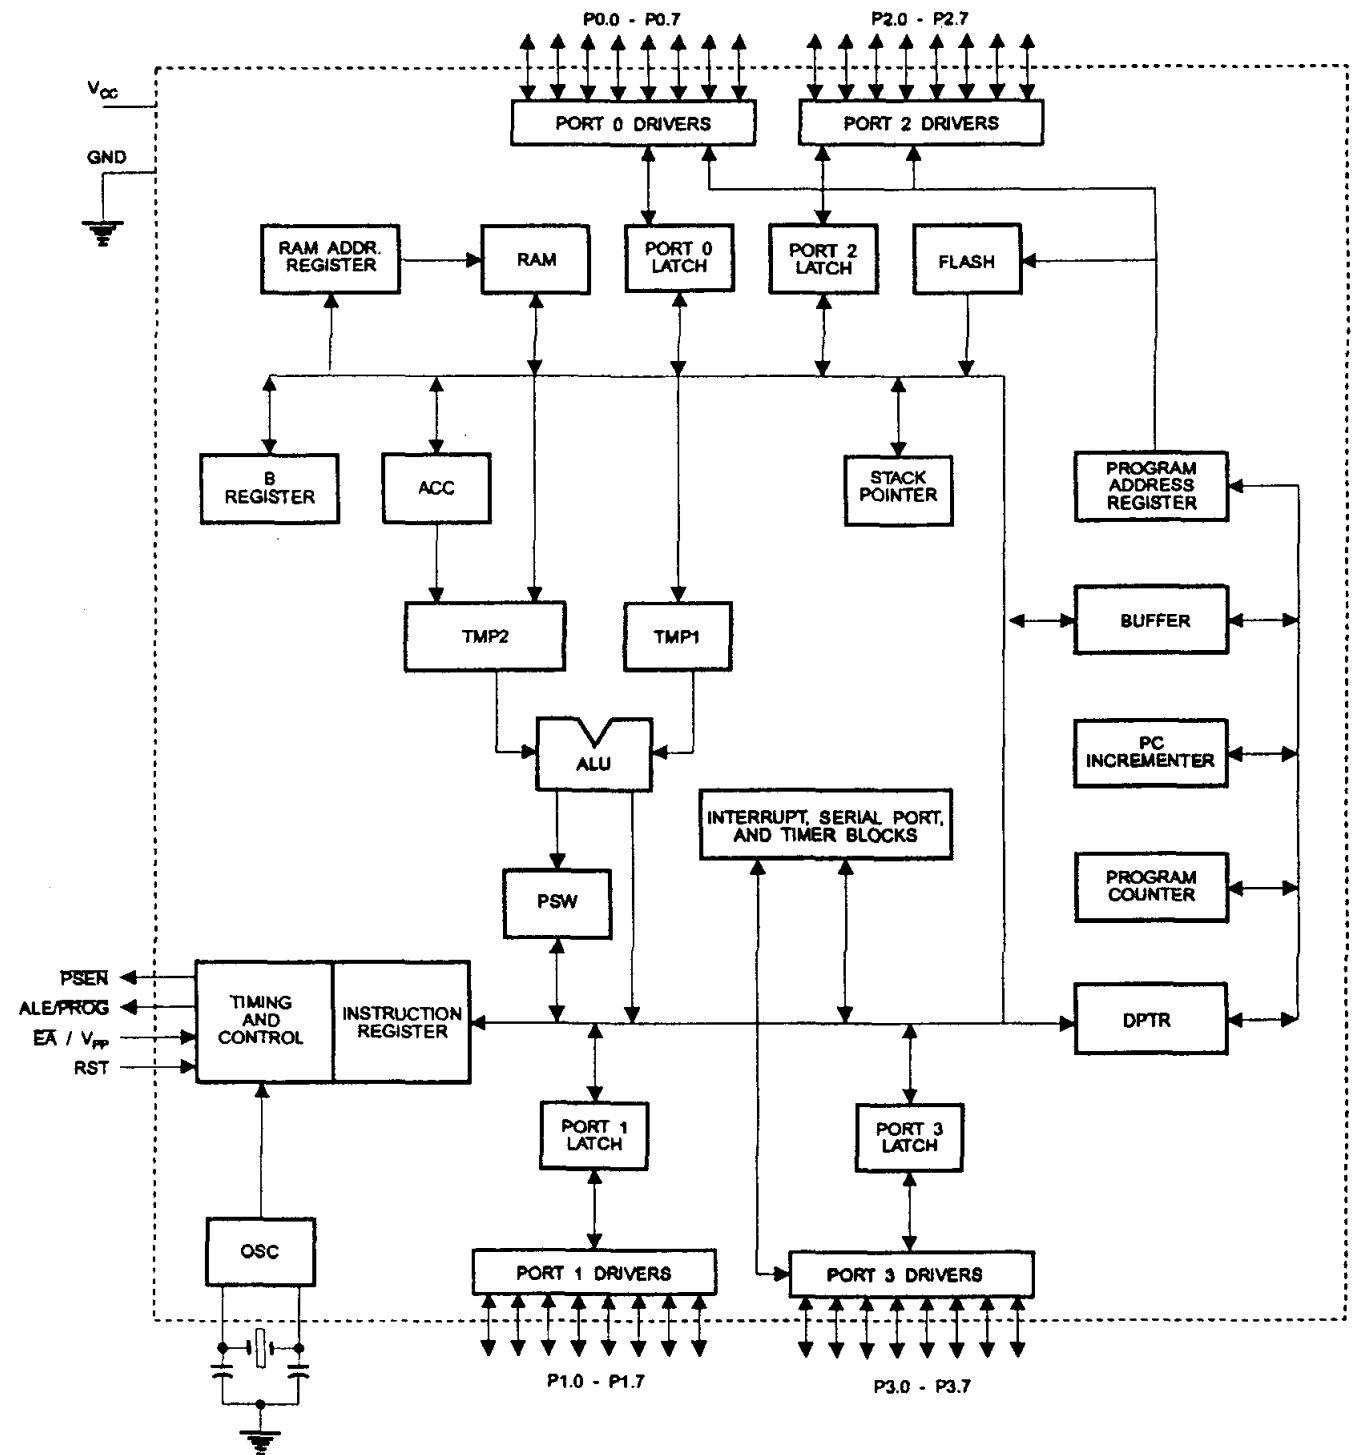 P0.0 - P0.7
P2.0 - P2.7
VCC
GND
PORT 0 DRIVERS
PORT 2 DRIVERS
RAM ADDR.
REGISTER
RAM
PORT 0
LATCH
PORT 2
LATCH
FLASH
B
REGISTER
ACC
STACK
POINTER
PROGRAM
ADDRESS
REGISTER
TMP2
TMP1
BUFFER
ALU
PC
INCREMENTER
INTERRUPT, SERIAL PORT,
AND TIMER BLOCKS
PSW
PROGRAM
COUNTER
PSEN
ALE/PROG
EA / VPP
RST
TIMING
AND
CONTROL
INSTRUCTION
REGISTER
DPTR
PORT 1
LATCH
PORT 3
LATCH
OSC
PORT 1 DRIVERS
PORT 3 DRIVERS
P1.0 - P1.7
P3.0 - P3.7